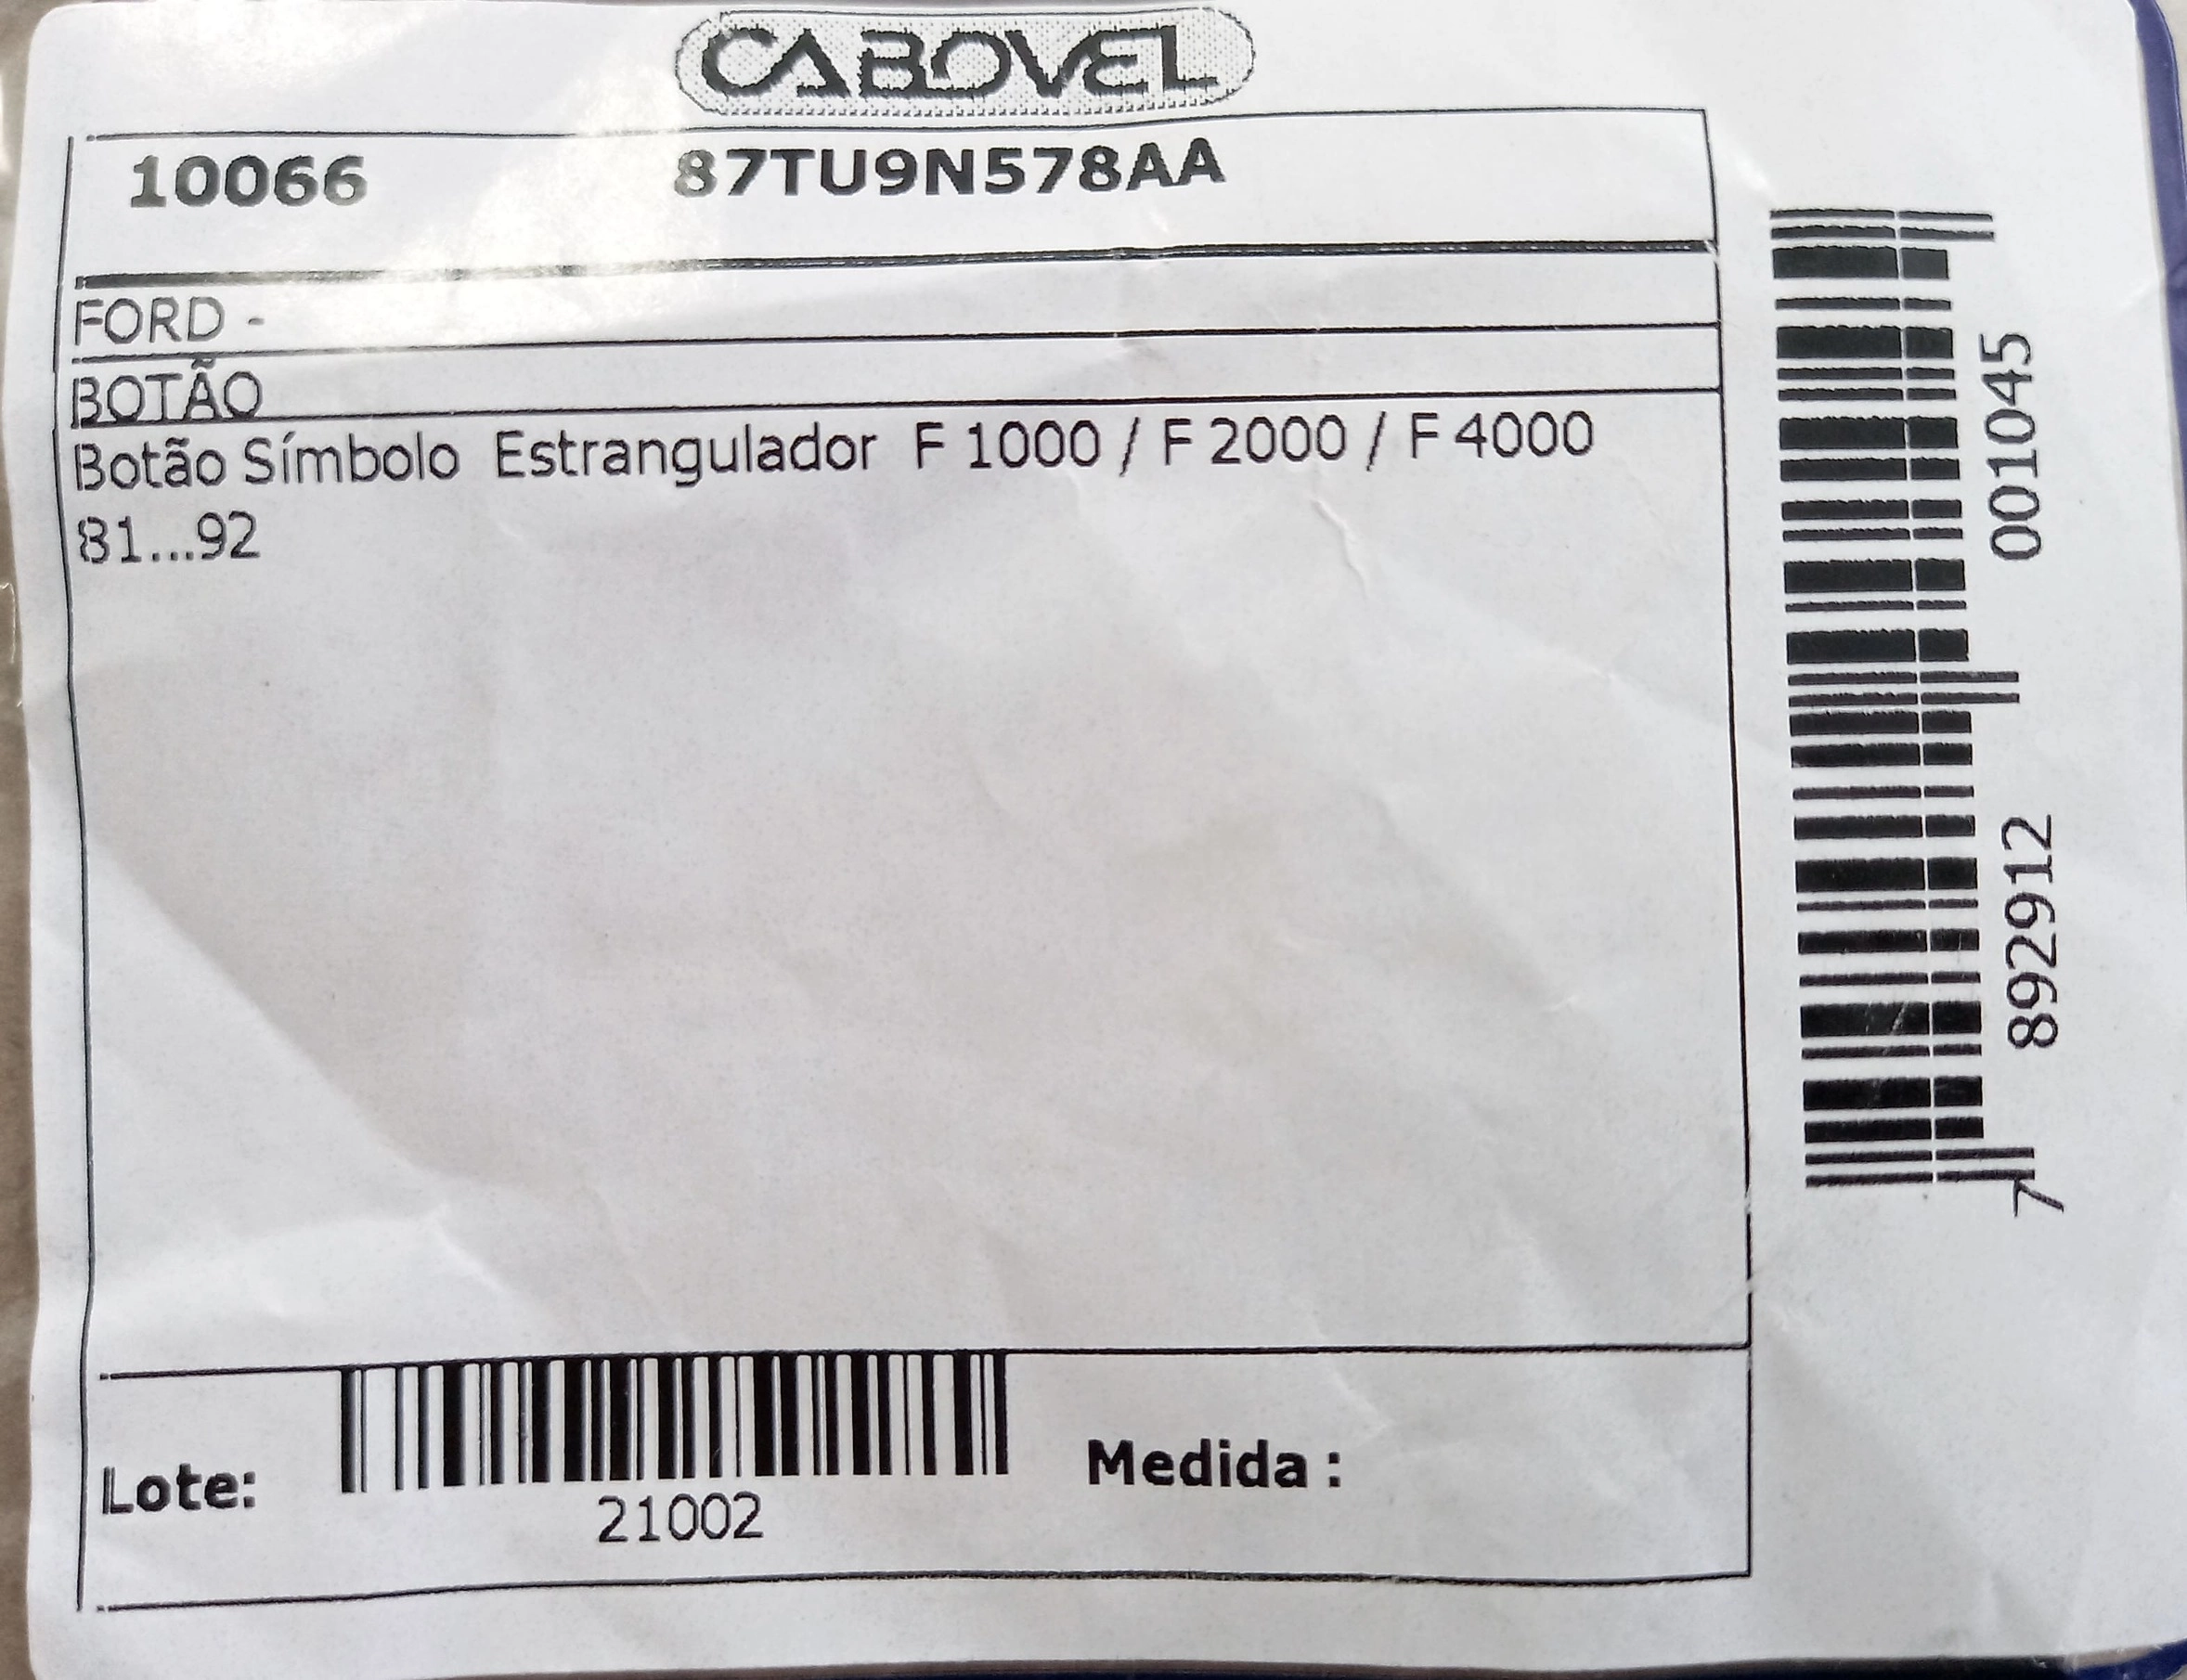 CABOVEL
10066 87TU9N578AA
FORD -
BOTÃO
Botão Símbolo Estrangulador F 1000 / F 2000 / F 4000
81...92
7 892912 001045
Lote: Medida :
21002